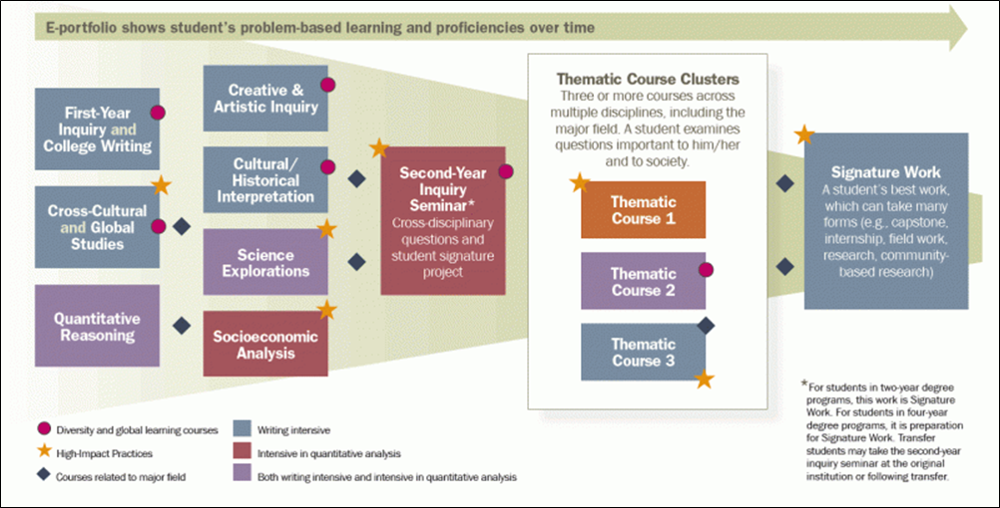 E-portfolio shows student's problem-based learning and proficiencies over time
First-Year
Inquiry and
College Writing
Cross-Cultural
and Global
Studies
Quantitative
Reasoning
Creative &
Artistic Inquiry
Cultural/
Historical
Interpretation
Science
Explorations
Socioeconomic
Analysis
Second-Year
Inquiry
Seminar*
Cross-disciplinary
questions and
student signature
project
Thematic Course Clusters
Three or more courses across
multiple disciplines, including the
major field. A student examines
questions important to him/her
and to society.
Thematic
Course 1
Thematic
Course 2
Thematic
Course 3
Signature Work
A student's best work,
which can take many
forms (e.g., capstone,
internship, field work,
research, community-
based research)
*For students in two-year degree
programs, this work is Signature
Work. For students in four-year
degree programs, it is preparation
for Signature Work. Transfer
students may take the second-year
inquiry seminar at the original
institution or following transfer.
Diversity and global learning courses
High-Impact Practices
Courses related to major field
Writing intensive
Intensive in quantitative analysis
Both writing intensive and intensive in quantitative analysis